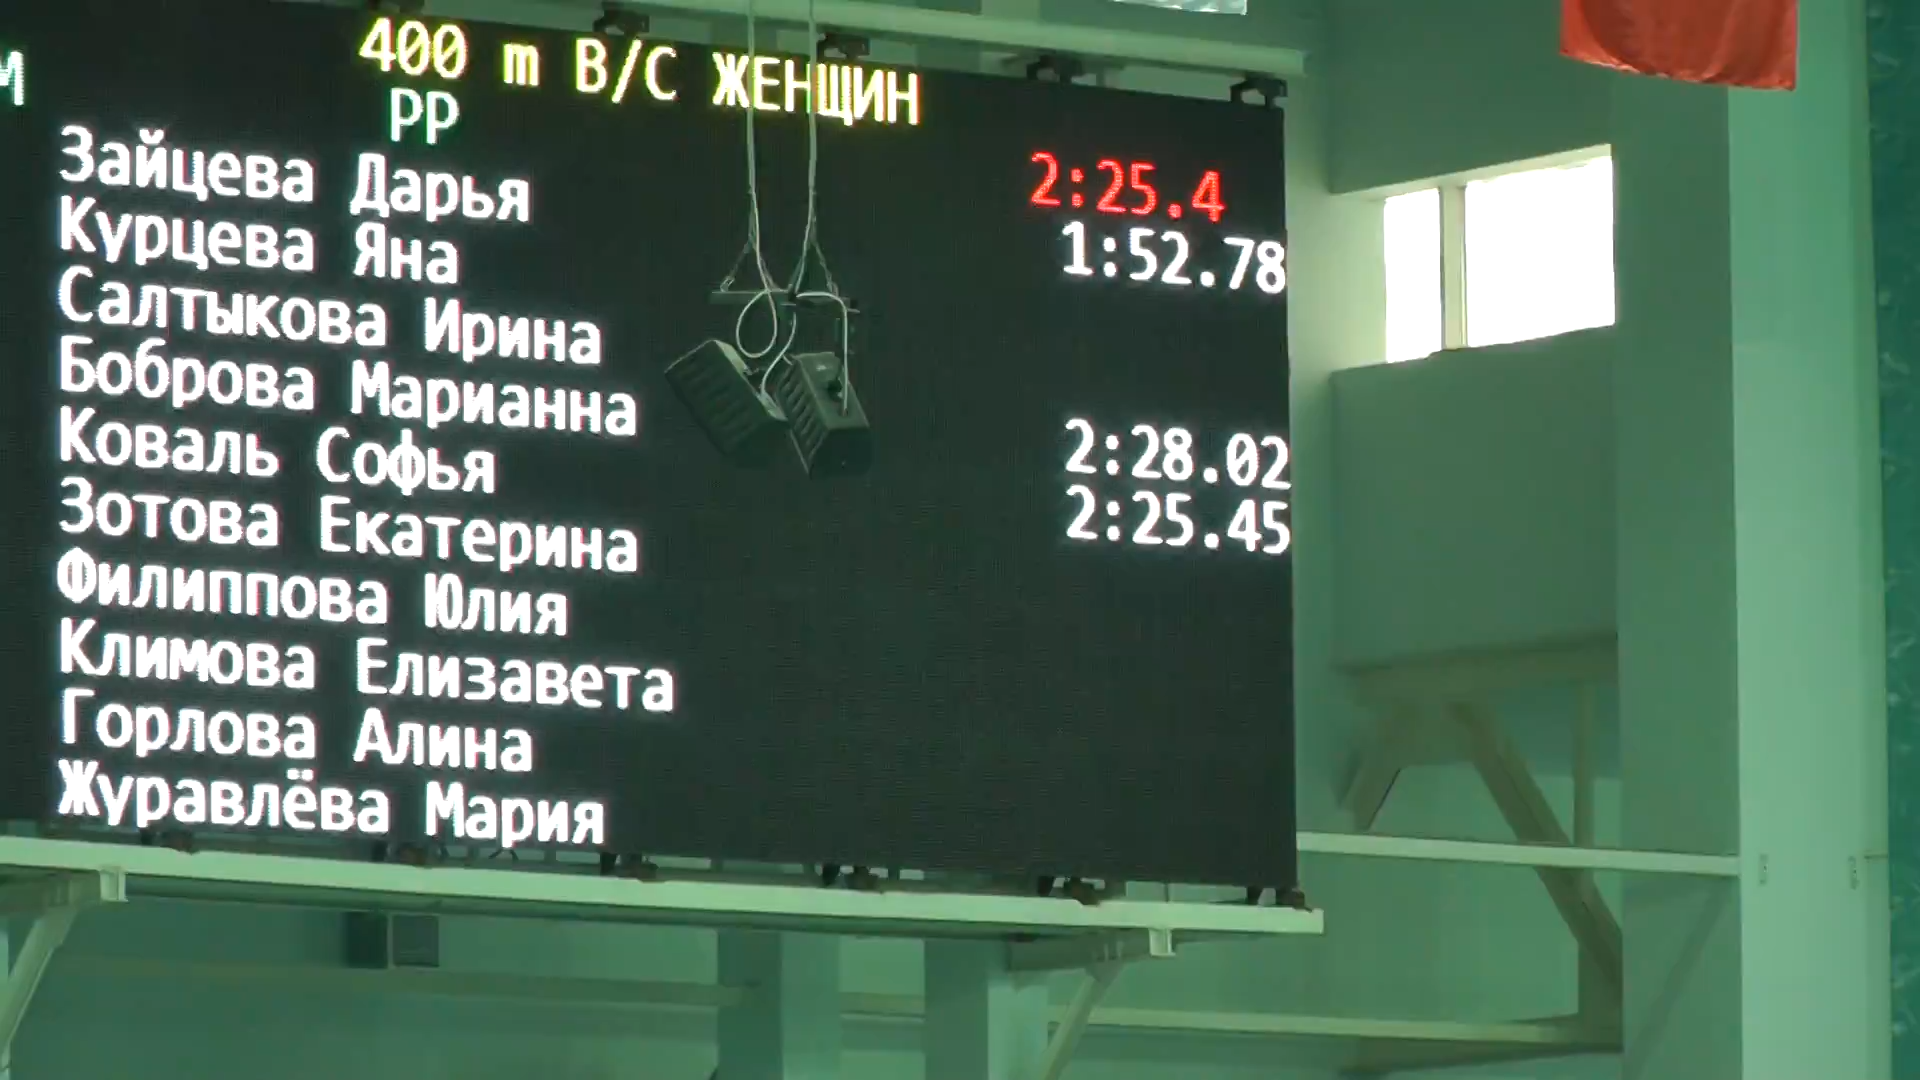 400 m В/С ЖЕНЩИН
М
РР
2:25.4
Зайцева Дарья
1:52.78
Курцева Яна
Салтыкова Ирина
Боброва Марианна
2:28.02
Коваль Софья
2:25.45
Зотова Екатерина
Филиппова Юлия
Климова Елизавета
Горлова Алина
Журавлёва Мария